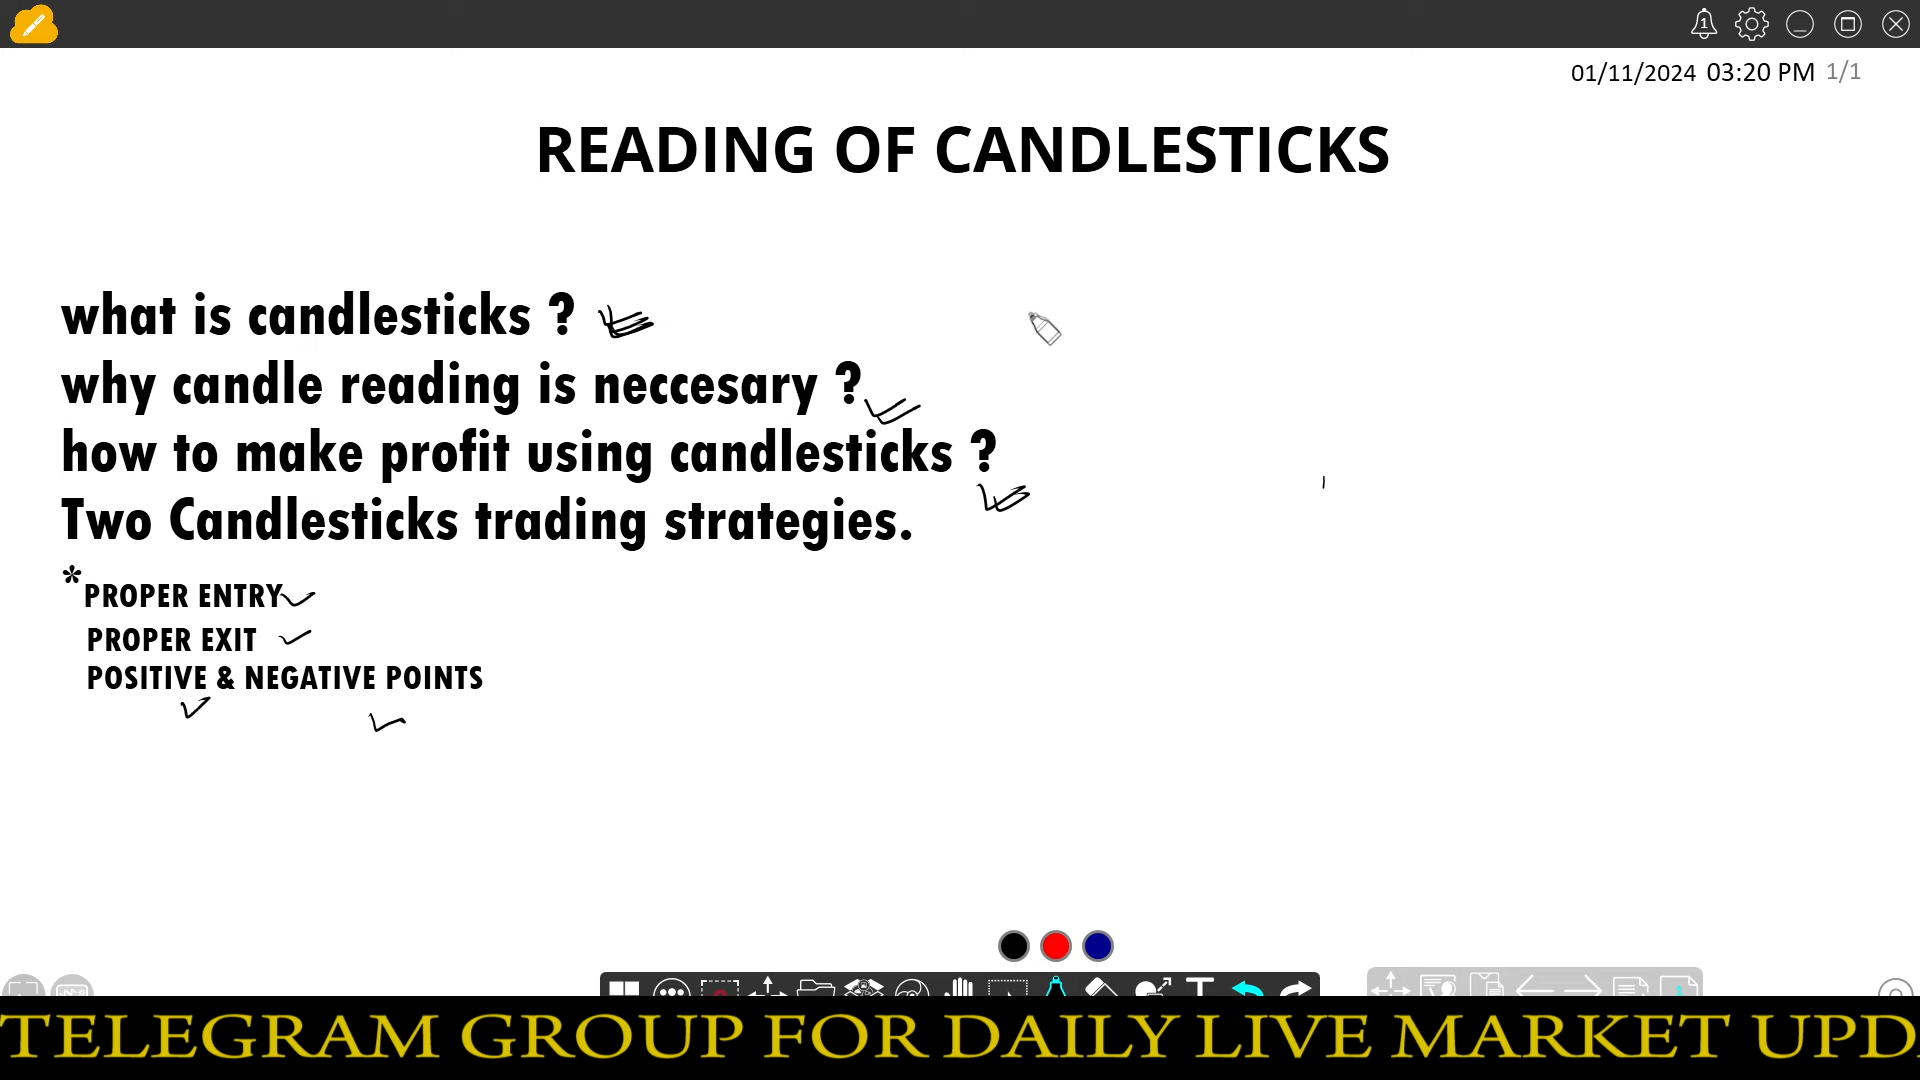 1
01/11/2024 03:20 PM 1/1
READING OF CANDLESTICKS
what is candlesticks ?
why candle reading is neccesary ?
how to make profit using candlesticks ?
Two Candlesticks trading strategies.
*PROPER ENTRY
PROPER EXIT
POSITIVE & NEGATIVE POINTS
TELEGRAM GROUP FOR DAILY LIVE MARKET UPD